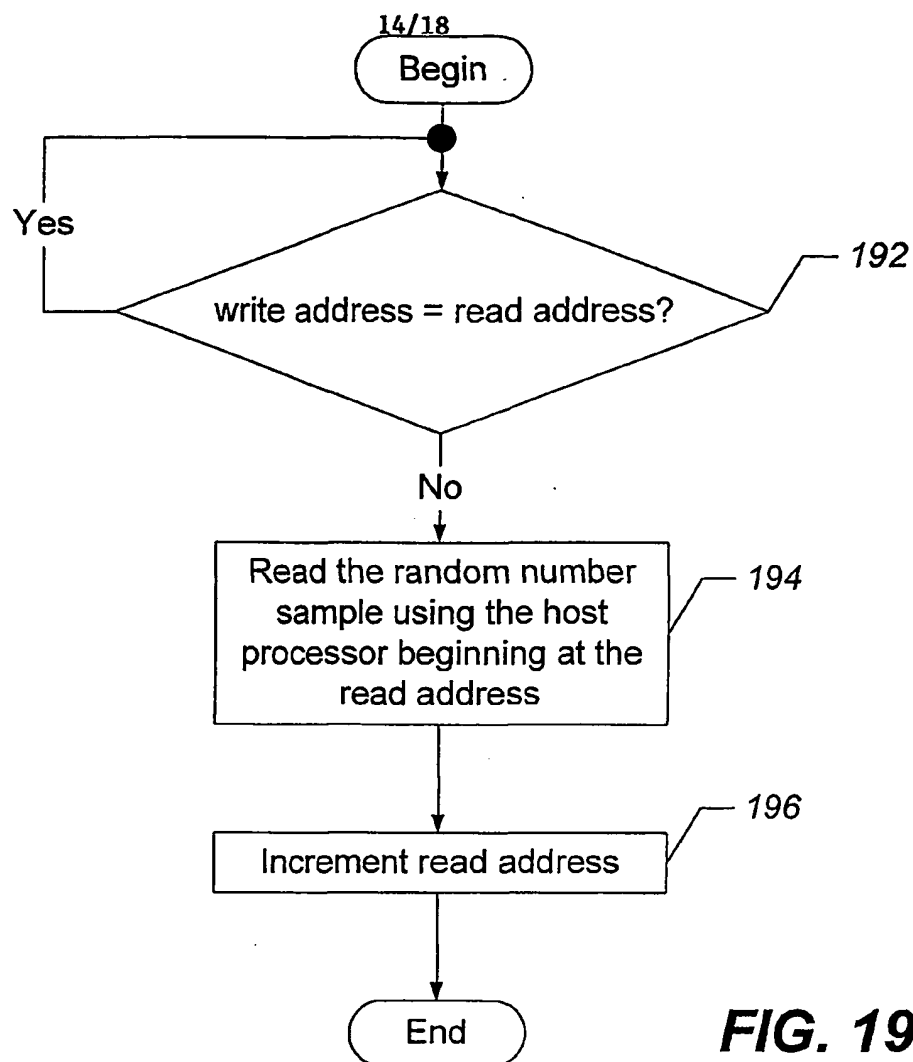 14/18
Begin
Yes
192
write address = read address?
No
Read the random number
sample using the host
processor beginning at the
read address
194
196
Increment read address
End
FIG. 19